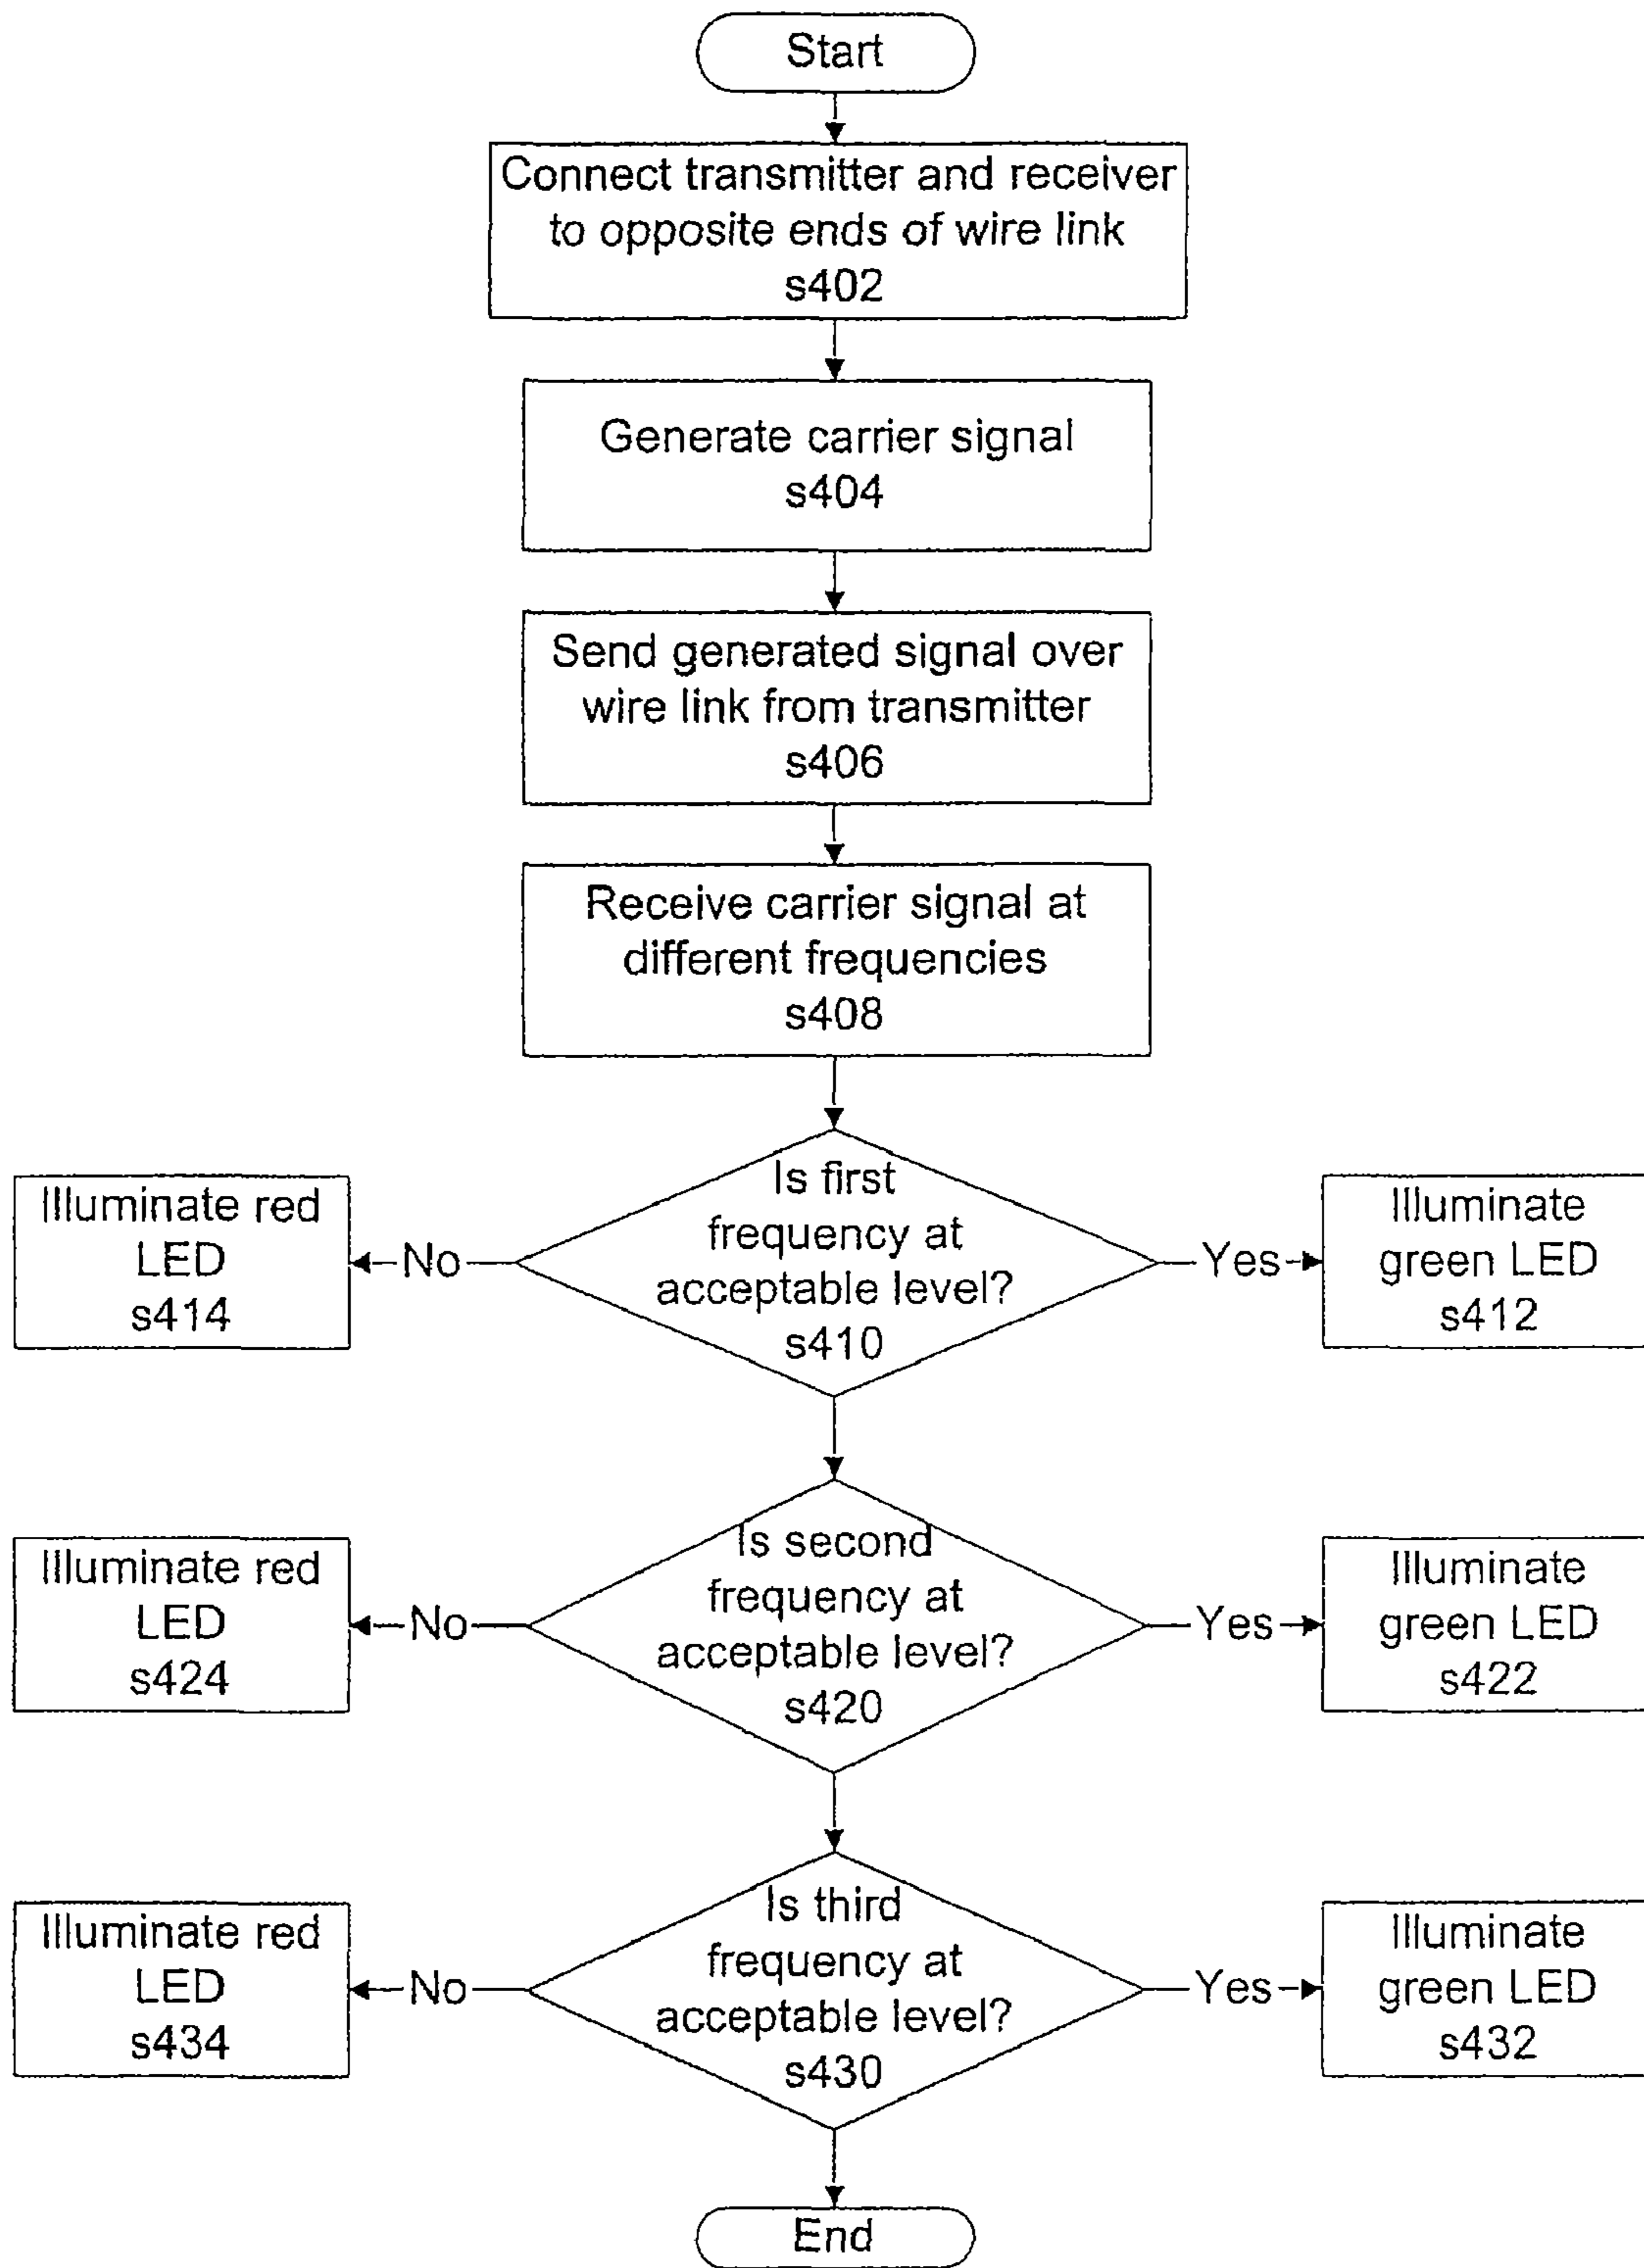 Start
Connect transmitter and receiver
to opposite ends of wire link
s402
Generate carrier signal
s404
Send generated signal over
wire link from transmitter
s406
Receive carrier signal at
different frequencies
s408
Is first
frequency at
acceptable level?
s410
No
Illuminate red
LED
s414
Yes
Illuminate
green LED
s412
Is second
frequency at
acceptable level?
s420
No
Illuminate red
LED
s424
Yes
Illuminate
green LED
s422
Is third
frequency at
acceptable level?
s430
No
Illuminate red
LED
s434
Yes
Illuminate
green LED
s432
End